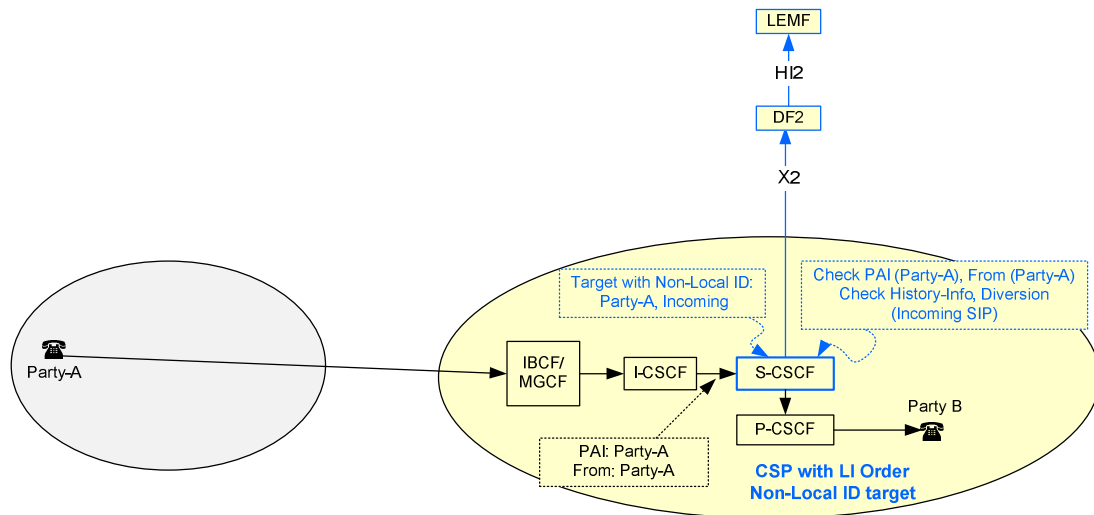 LEMF
HI2
DF2
X2
Target with Non-Local ID:
Party-A, Incoming
Check PAI (Party-A), From (Party-A)
Check History-Info, Diversion
(Incoming SIP)
Party-A
IBCF/
MGCF
I-CSCF
S-CSCF
P-CSCF
Party B
PAI: Party-A
From: Party-A
CSP with LI Order
Non-Local ID target